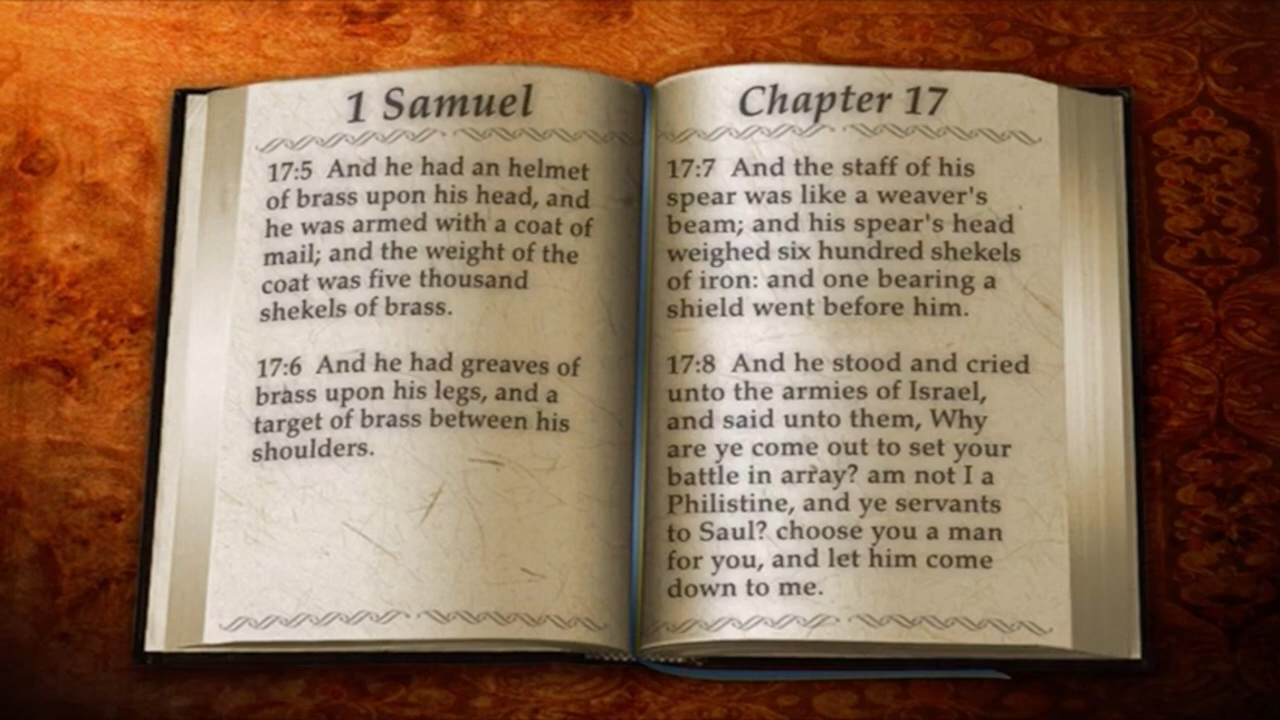 1 Samuel
17:5 And he had an helmet
of brass upon his head, and
he was armed with a coat of
mail; and the weight of the
coat was five thousand
shekels of brass.
17:6 And he had greaves of
brass upon his legs, and a
target of brass between his
shoulders.
Chapter 17
17:7 And the staff of his
spear was like a weaver's
beam; and his spear's head
weighed six hundred shekels
of iron: and one bearing a
shield went before him.
17:8 And he stood and cried
unto the armies of Israel,
and said unto them, Why
are ye come out to set your
battle in array? am not I a
Philistine, and ye servants
to Saul? choose you a man
for you, and let him come
down to me.